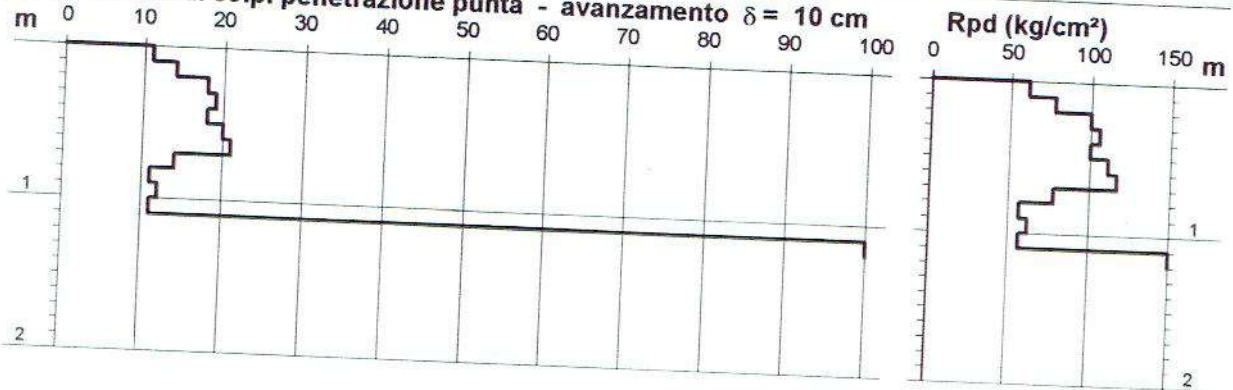 colpi penetrazione punta - avanzamento δ = 10 cm
m 0 10 20 30 40 50 60 70 80 90 100
1
2
Rpd (kg/cm²)
0 50 100 150 m
1
2